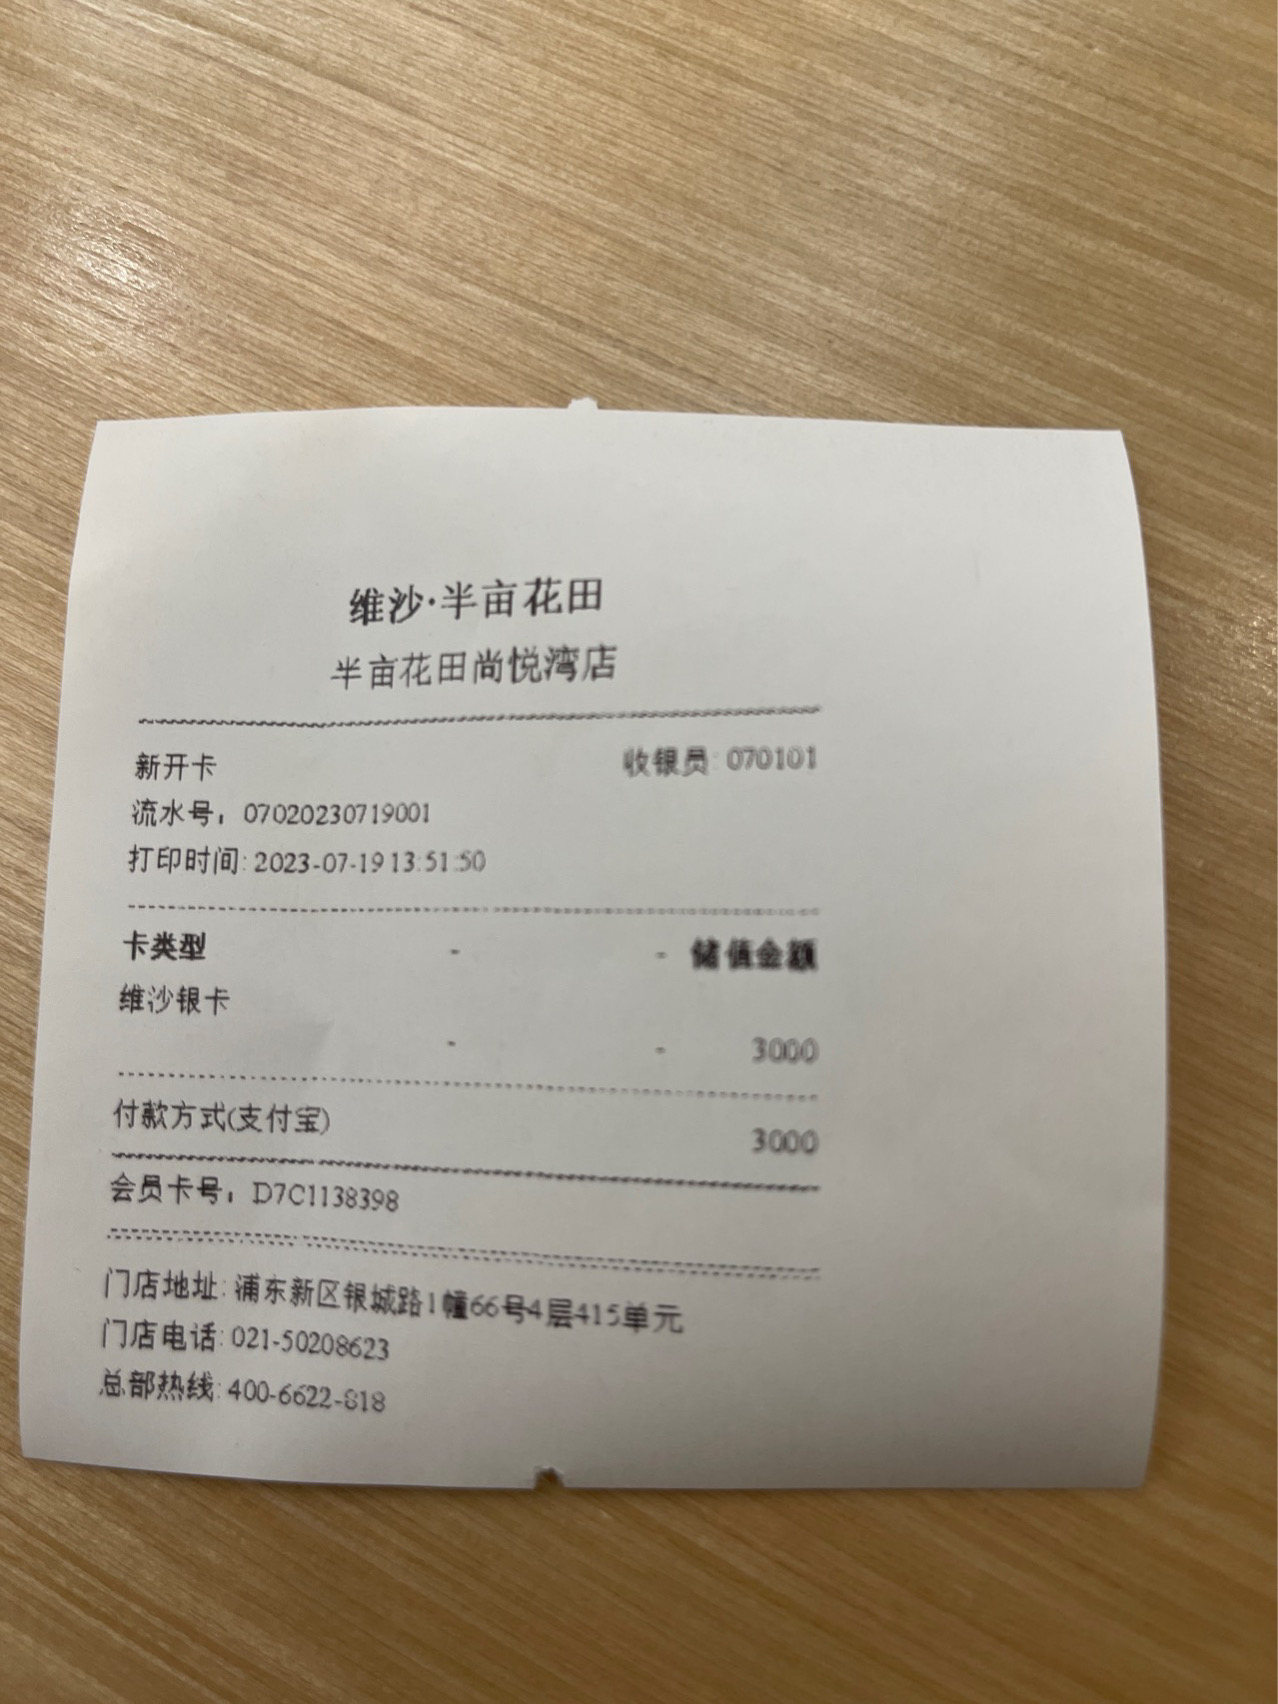 维沙·半亩花田
半亩花田尚悦湾店
新开卡 收银员: 070101
流水号: 07020230719001
打印时间: 2023-07-19 13:51:50
卡类型 - - 储值金额
维沙银卡
- - 3000
付款方式(支付宝) 3000
会员卡号: D7C1138398
门店地址: 浦东新区银城路1幢66号4层415单元
门店电话: 021-50208623
总部热线: 400-6622-818